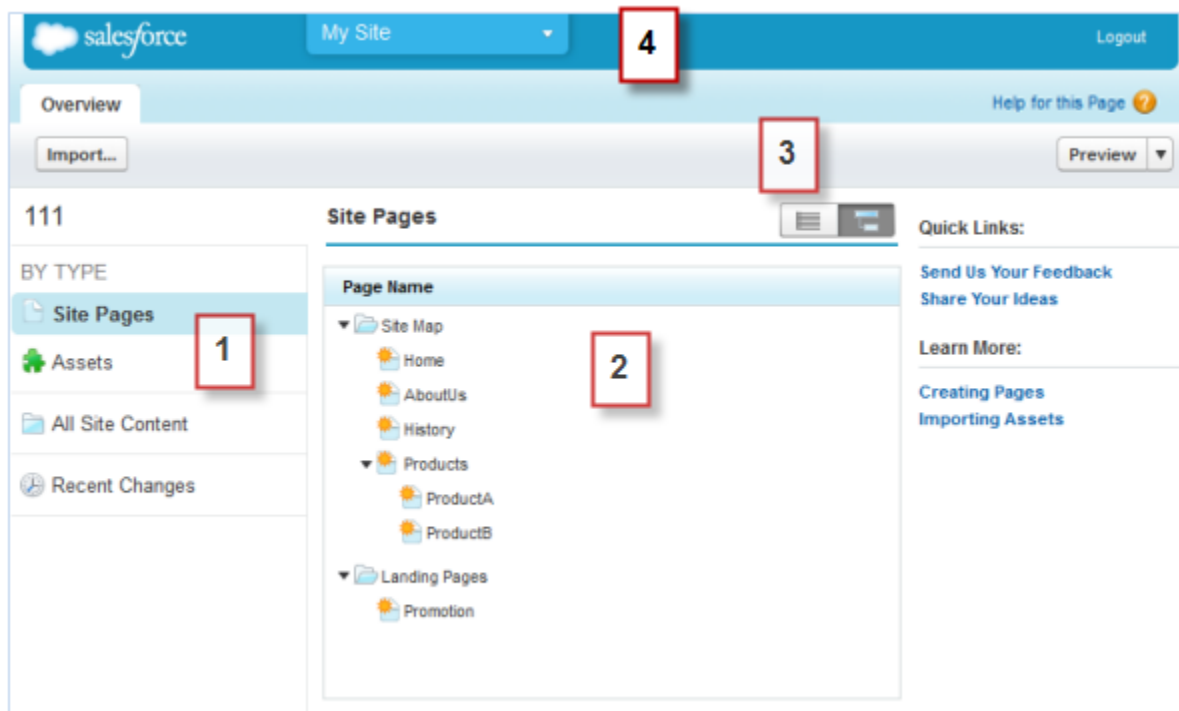 salesforce
My Site
4
Logout
Overview
Help for this Page ?
Import...
3
Preview
111
Site Pages
Quick Links:
BY TYPE
Site Pages
Assets
All Site Content
Recent Changes
1
Page Name
Site Map
Home
AboutUs
History
Products
ProductA
ProductB
Landing Pages
Promotion
2
Send Us Your Feedback
Share Your Ideas
Learn More:
Creating Pages
Importing Assets